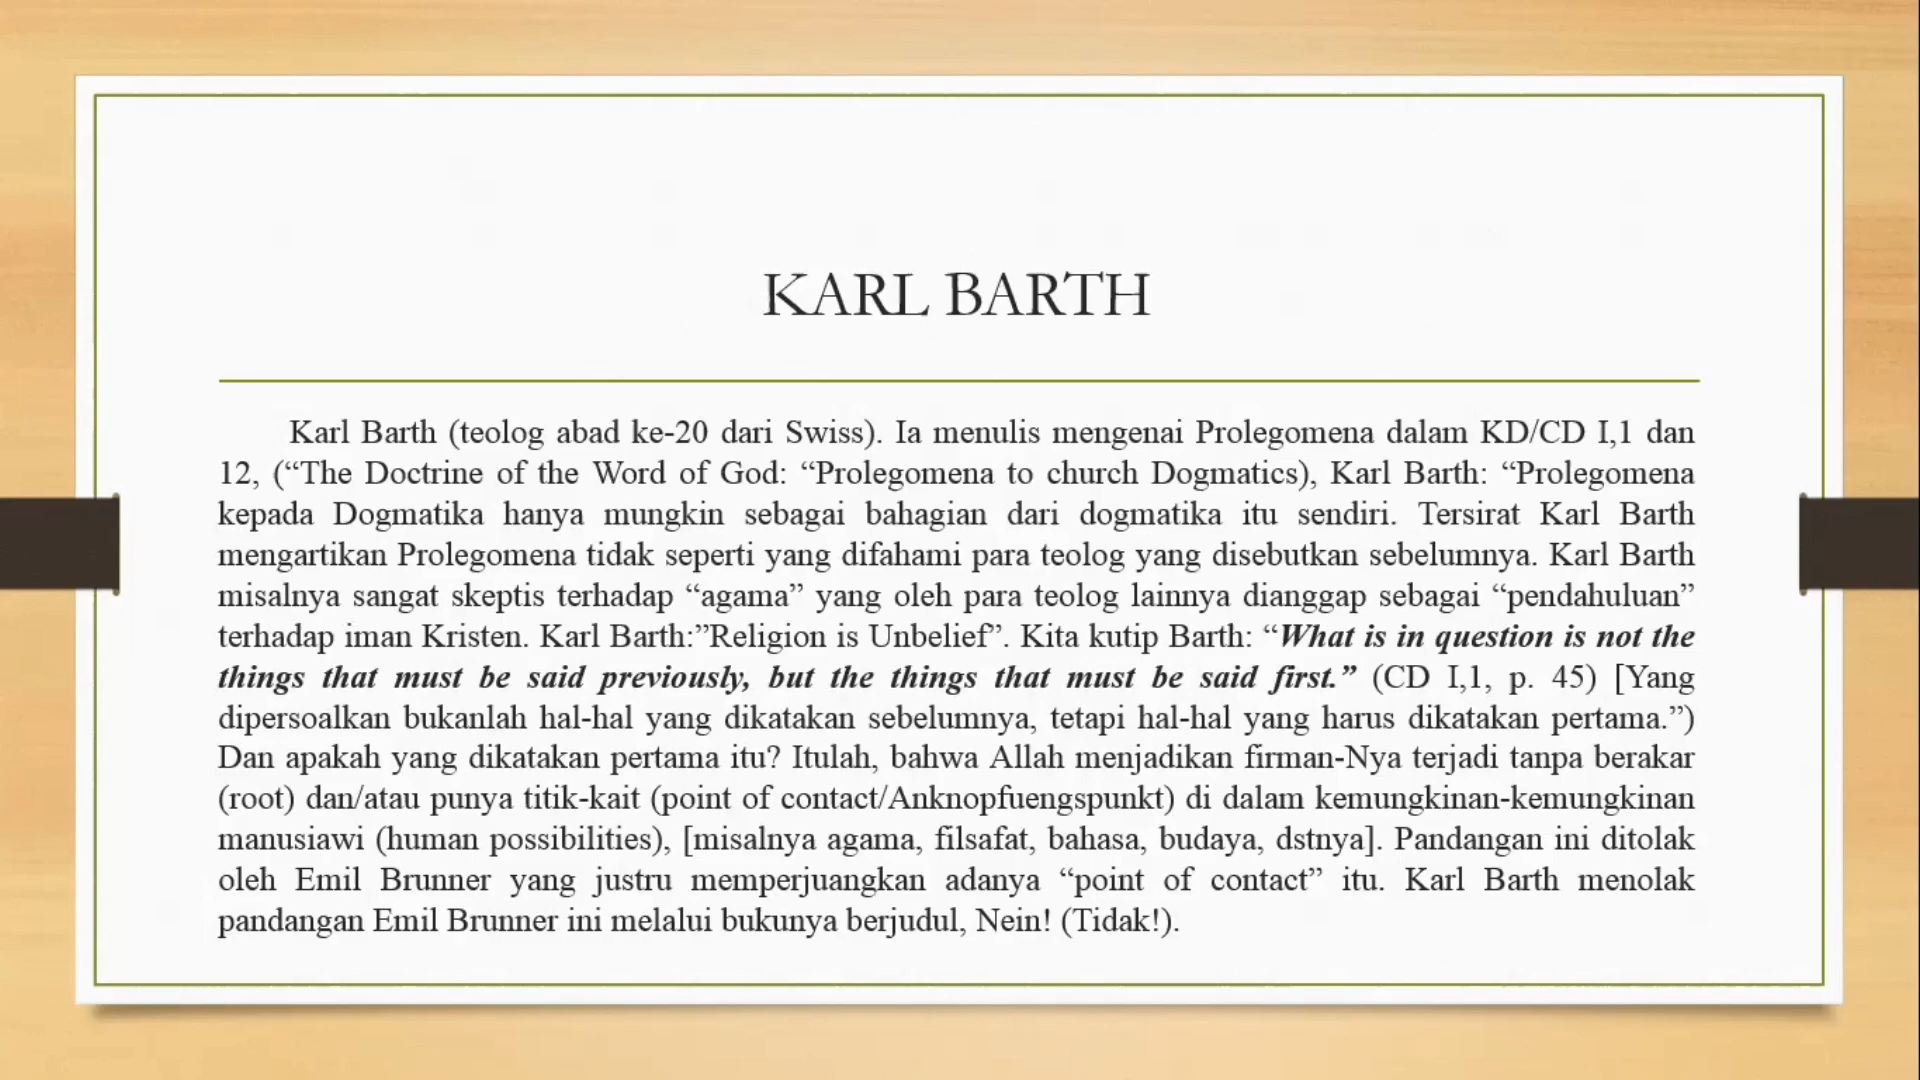 KARL BARTH
Karl Barth (teolog abad ke-20 dari Swiss). Ia menulis mengenai Prolegomena dalam KD/CD I,1 dan
12, (“The Doctrine of the Word of God: “Prolegomena to church Dogmatics), Karl Barth: “Prolegomena
kepada Dogmatika hanya mungkin sebagai bahagian dari dogmatika itu sendiri. Tersirat Karl Barth
mengartikan Prolegomena tidak seperti yang difahami para teolog yang disebutkan sebelumnya. Karl Barth
misalnya sangat skeptis terhadap “agama” yang oleh para teolog lainnya dianggap sebagai “pendahuluan”
terhadap iman Kristen. Karl Barth:”Religion is Unbelief”. Kita kutip Barth: “What is in question is not the
things that must be said previously, but the things that must be said first.” (CD I,1, p. 45) [Yang
dipersoalkan bukanlah hal-hal yang dikatakan sebelumnya, tetapi hal-hal yang harus dikatakan pertama.”)
Dan apakah yang dikatakan pertama itu? Itulah, bahwa Allah menjadikan firman-Nya terjadi tanpa berakar
(root) dan/atau punya titik-kait (point of contact/Anknopfuengspunkt) di dalam kemungkinan-kemungkinan
manusiawi (human possibilities), [misalnya agama, filsafat, bahasa, budaya, dstnya]. Pandangan ini ditolak
oleh Emil Brunner yang justru memperjuangkan adanya “point of contact” itu. Karl Barth menolak
pandangan Emil Brunner ini melalui bukunya berjudul, Nein! (Tidak!).